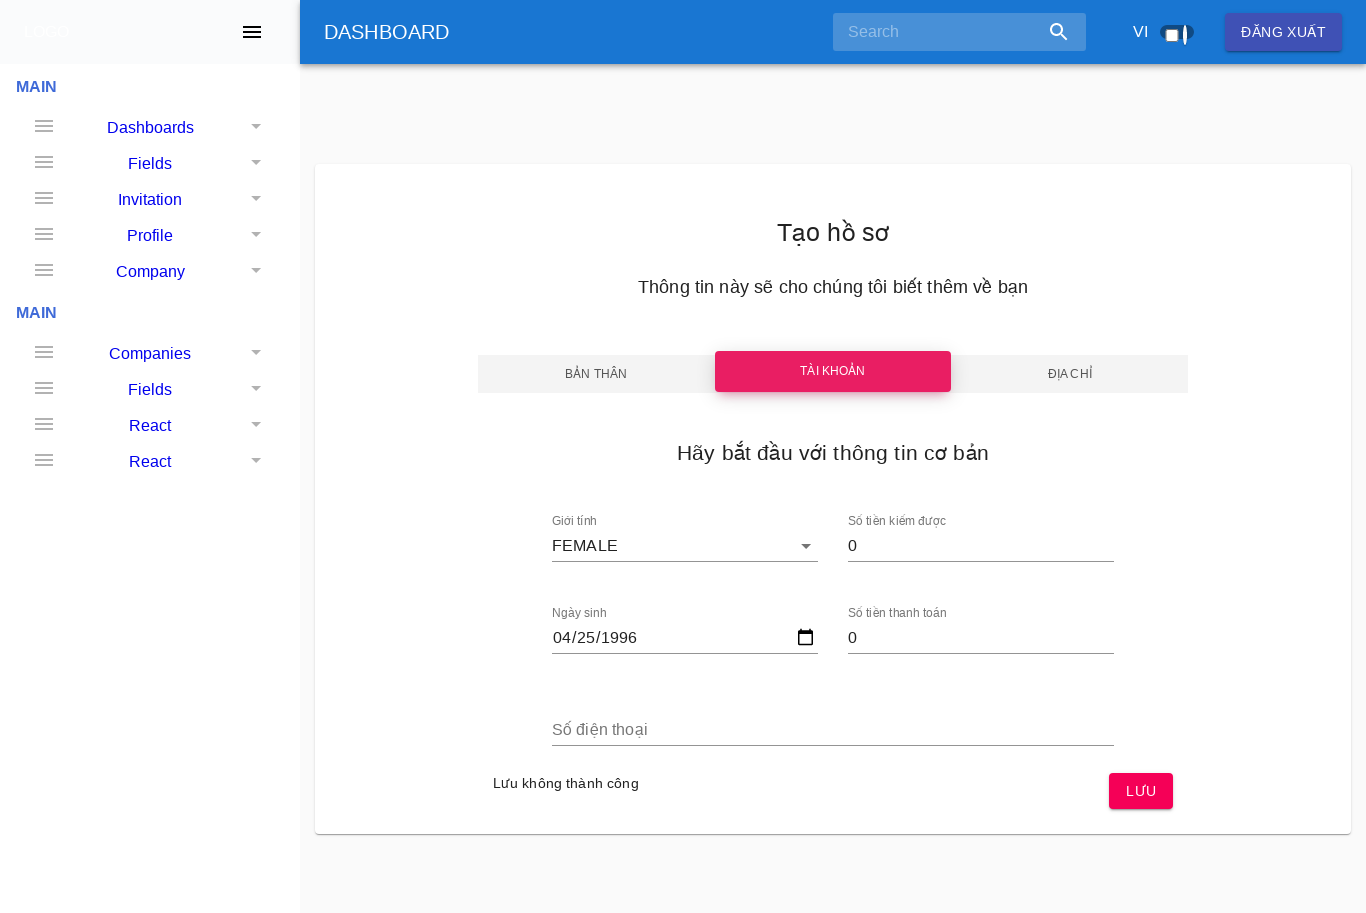 DASHBOARD
Search
VI
ĐĂNG XUẤT
MAIN
Dashboards
Fields
Invitation
Profile
Company
MAIN
Companies
Fields
React
React
Tạo hồ sơ
Thông tin này sẽ cho chúng tôi biết thêm về bạn
BẢN THÂN
TÀI KHOẢN
ĐỊA CHỈ
Hãy bắt đầu với thông tin cơ bản
Giới tính
FEMALE
Số tiền kiếm được
0
Ngày sinh
04/25/1996
Số tiền thanh toán
0
Số điện thoại
Lưu không thành công
LƯU